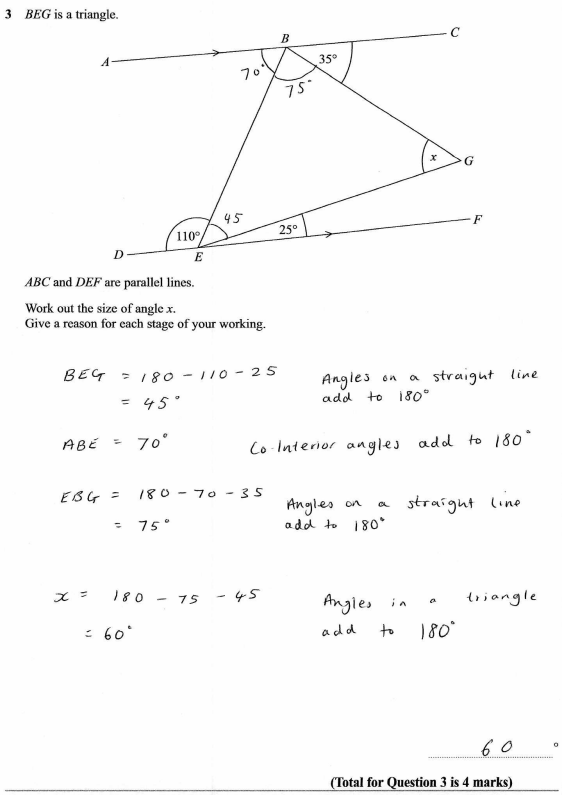 3 BEG is a triangle.
C
B
A
35°
70°
75°
x
G
45
F
110°
25°
D
E
ABC and DEF are parallel lines.
Work out the size of angle x.
Give a reason for each stage of your working.
BEG = 180 - 110 - 25 Angles on a straight line
= 45° add to 180°
ABE = 70° Co-Interior angles add to 180°
EBG = 180 - 70 - 35 Angles on a straight line
= 75° add to 180°
x = 180 - 75 - 45 Angles in a triangle
= 60° add to 180°
60 °
(Total for Question 3 is 4 marks)